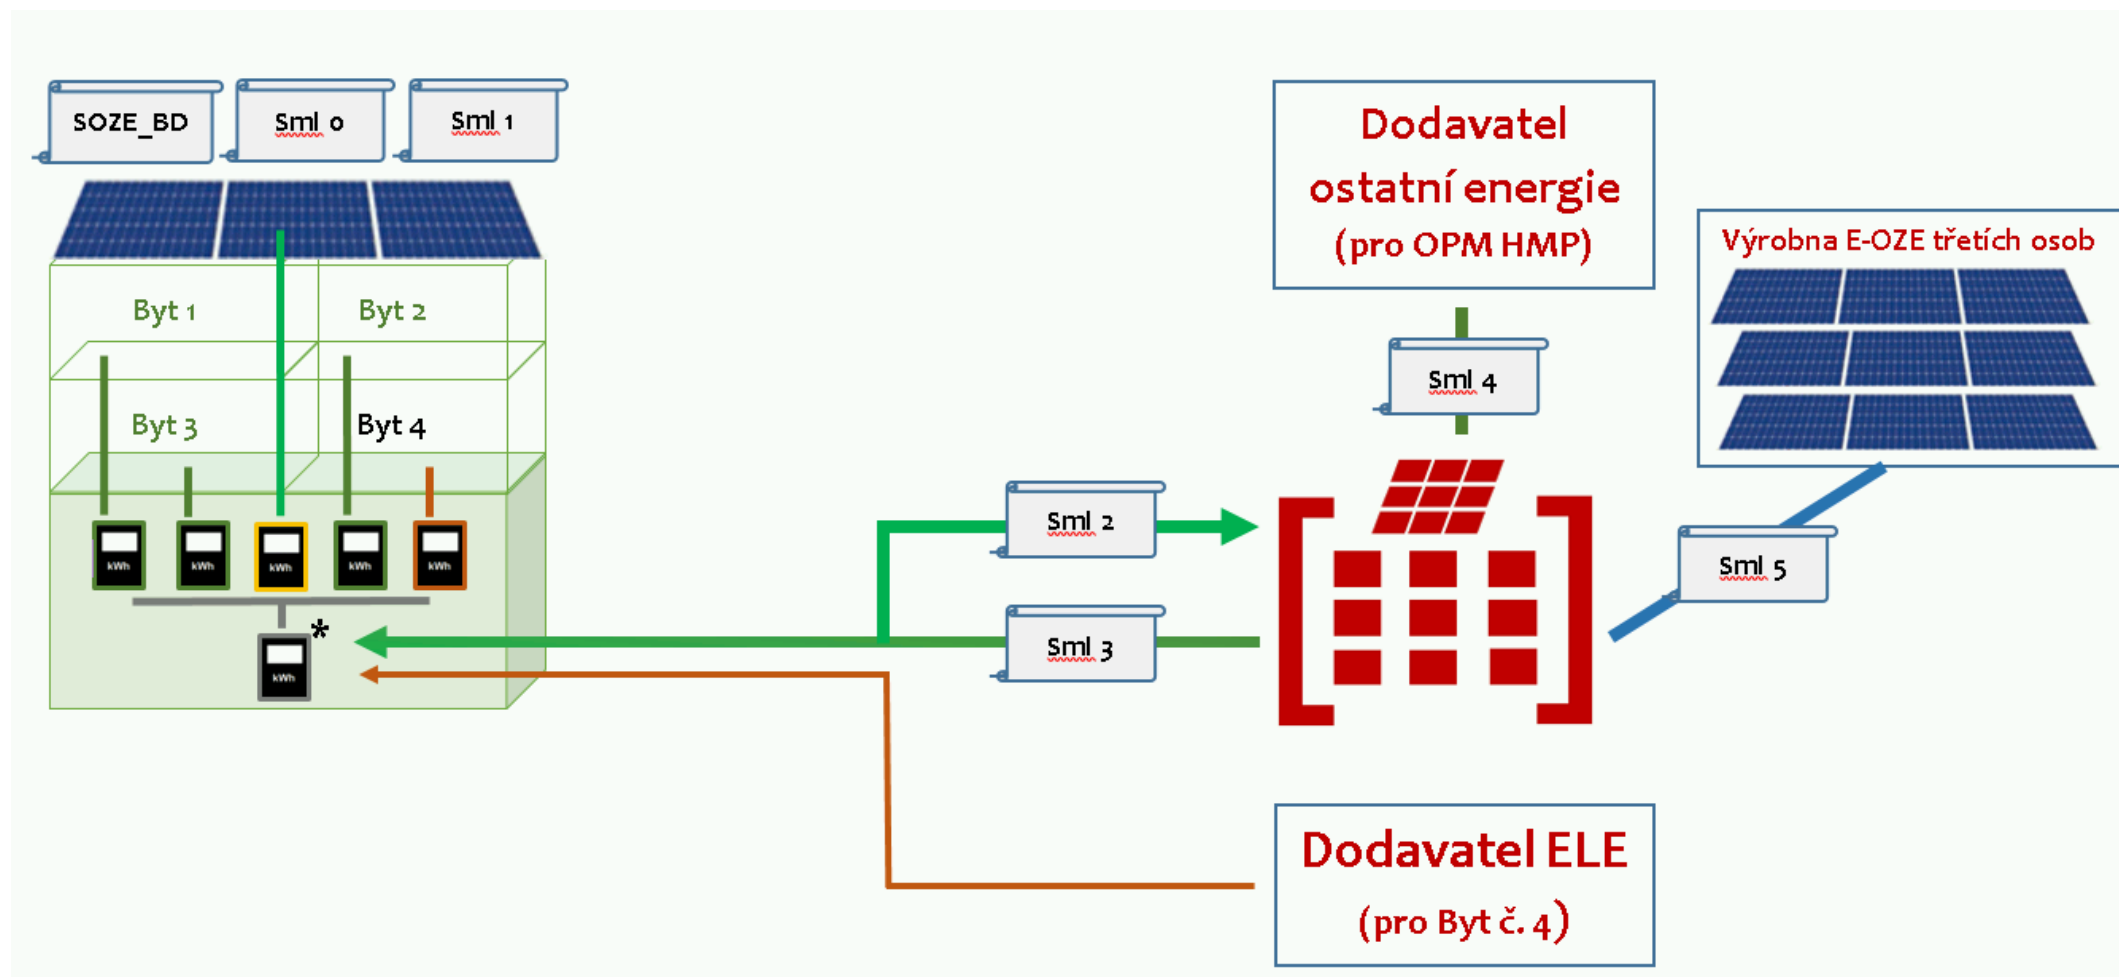 SOZE_BD
Sml 0
Sml 1
Dodavatel
ostatní energie
(pro OPM HMP)
Výrobna E-OZE třetích osob
Byt 1
Byt 2
Sml 4
Byt 3
Byt 4
Sml 2
kWh
kWh
kWh
kWh
kWh
Sml 5
*
Sml 3
kWh
Dodavatel ELE
(pro Byt č. 4)